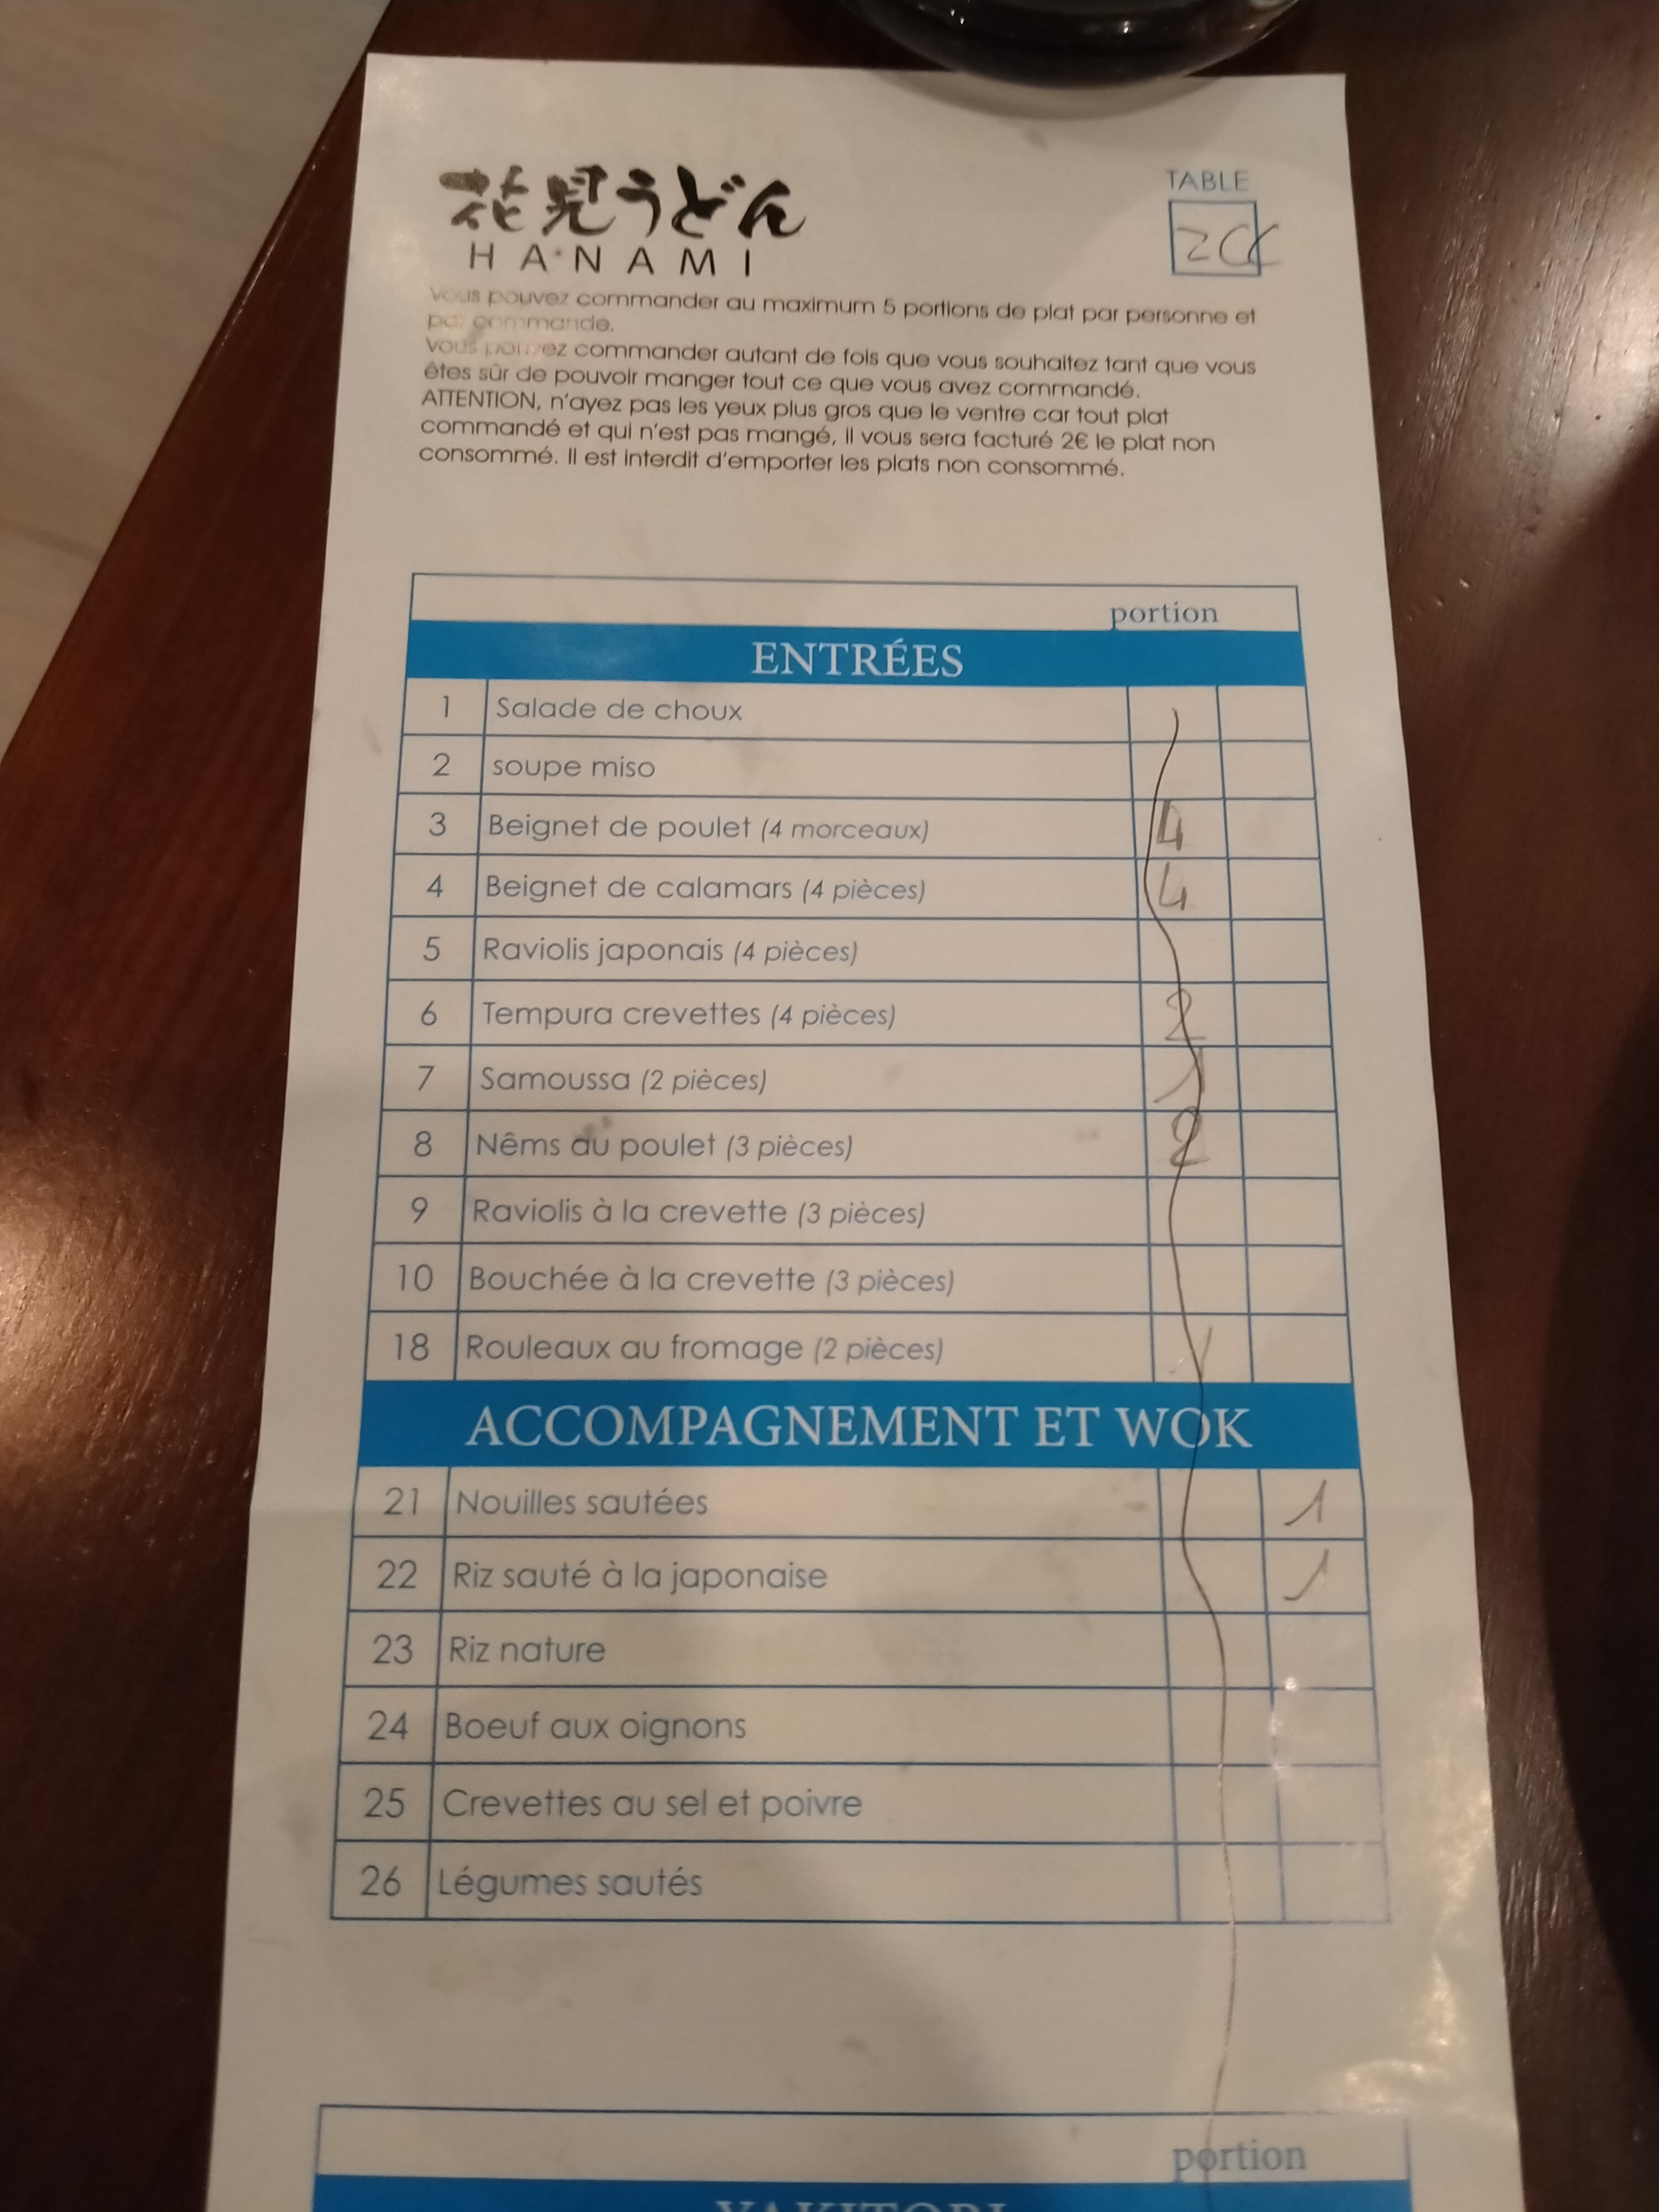 花見うどん
HANAMI
TABLE
Vous pouvez commander au maximum 5 portions de plat par personne et
par commande.
Vous pouvez commander autant de fois que vous souhaitez tant que vous
êtes sûr de pouvoir manger tout ce que vous avez commandé.
ATTENTION, n'ayez pas les yeux plus gros que le ventre car tout plat
commandé et qui n'est pas mangé, il vous sera facturé 2€ le plat non
consommé. Il est interdit d'emporter les plats non consommé.
portion
ENTRÉES
1 Salade de choux
2 soupe miso
3 Beignet de poulet (4 morceaux) 4
4 Beignet de calamars (4 pièces) 4
5 Raviolis japonais (4 pièces)
6 Tempura crevettes (4 pièces) 2
7 Samoussa (2 pièces) 1
8 Nêms au poulet (3 pièces) 2
9 Raviolis à la crevette (3 pièces)
10 Bouchée à la crevette (3 pièces)
18 Rouleaux au fromage (2 pièces) 1
ACCOMPAGNEMENT ET WOK
21 Nouilles sautées 1
22 Riz sauté à la japonaise 1
23 Riz nature
24 Boeuf aux oignons
25 Crevettes au sel et poivre
26 Légumes sautés
portion
YAKITORI